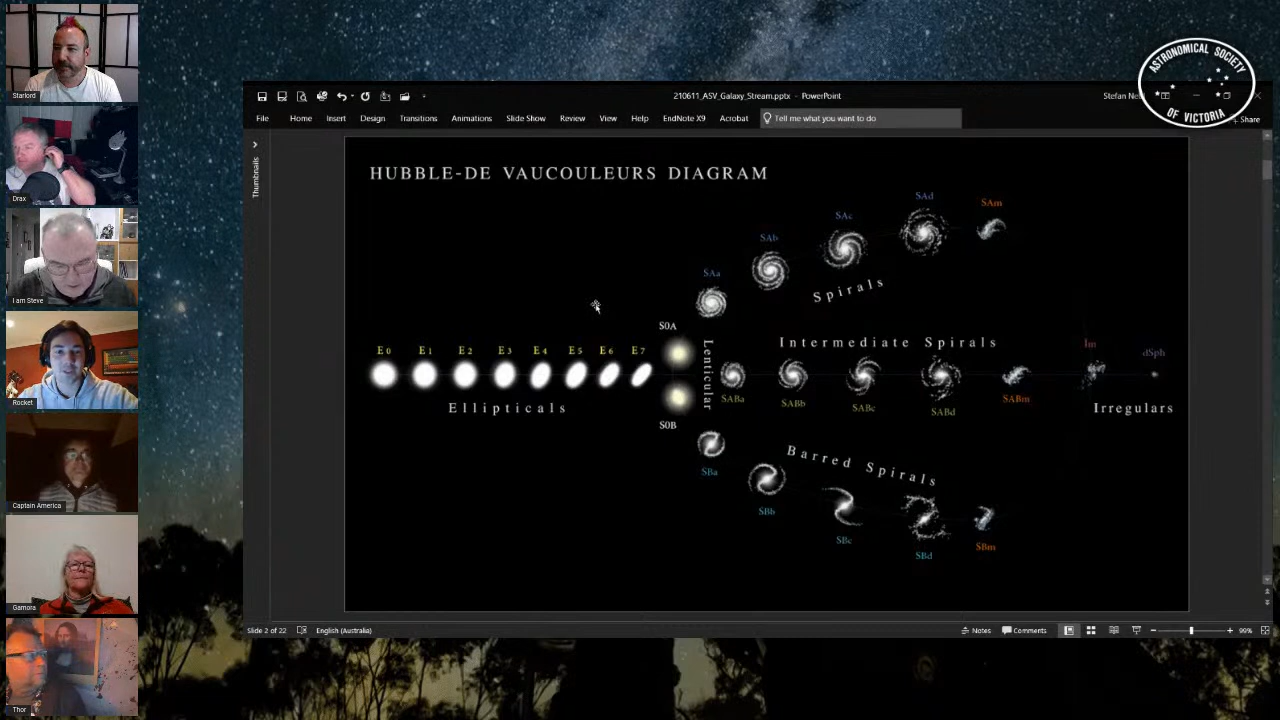 Starlord
Drax
I am Steve
Rocket
Captain America
Gamora
Thor
ASTRONOMICAL SOCIETY
OF VICTORIA
210611_ASV_Galaxy_Stream.pptx - PowerPoint
Stefan
File Home Insert Draw Design Transitions Animations Slide Show Review View Help EndNote X9 Acrobat Tell me what you want to do Share
Thumbnails
HUBBLE-DE VAUCOULEURS DIAGRAM
SAa
SAb
SAc
SAd
SAm
Spirals
S0A
E0 E1 E2 E3 E4 E5 E6 E7
Ellipticals
Lenticular
S0B
Intermediate Spirals
SABa SABb SABc SABd SABm
Im
dSph
Irregulars
Barred Spirals
SBa
SBb
SBc
SBd
SBm
Slide 2 of 22 English (Australia) Notes Comments 99%